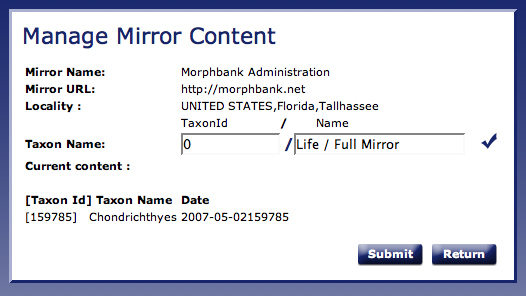 Manage Mirror Content
Mirror Name: Morphbank Administration
Mirror URL: http://morphbank.net
Locality : UNITED STATES,Florida,Tallhassee
TaxonId / Name
Taxon Name: 0 / Life / Full Mirror
Current content :
[Taxon Id] Taxon Name Date
[159785] Chondrichthyes 2007-05-02159785
Submit Return